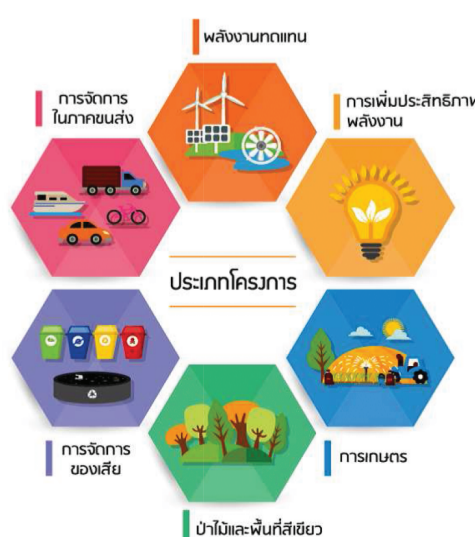 พลังงานทดแทน
การจัดการ
ในภาคขนส่ง
การเพิ่มประสิทธิภาพ
พลังงาน
ประเภทโครงการ
การจัดการ
ของเสีย
การเกษตร
ป่าไม้และพื้นที่สีเขียว